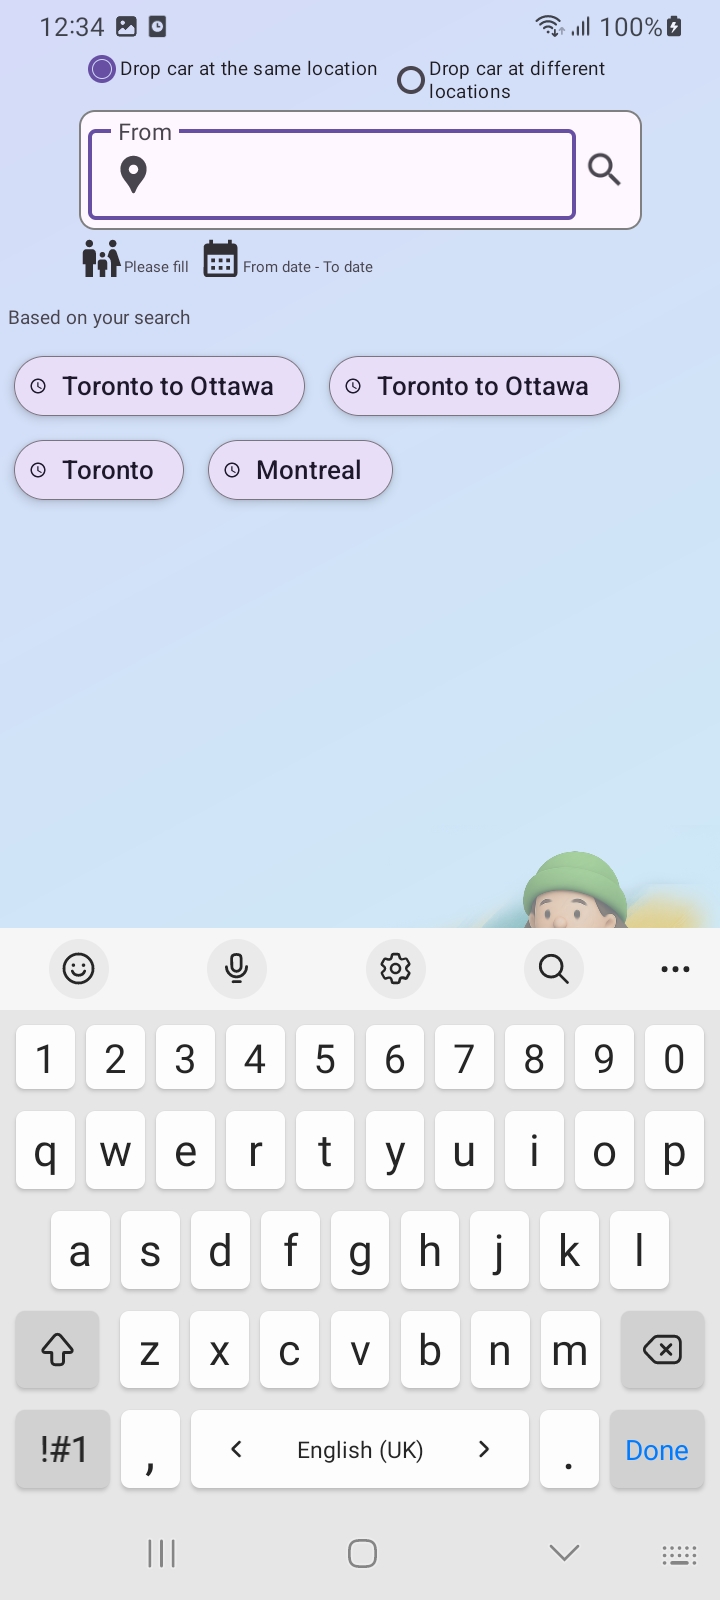 12:34 100%
Drop car at the same location
Drop car at different
locations
From
Please fill From date - To date
Based on your search
Toronto to Ottawa Toronto to Ottawa
Toronto Montreal
1 2 3 4 5 6 7 8 9 0
q w e r t y u i o p
a s d f g h j k l
z x c v b n m
!#1 , English (UK) . Done